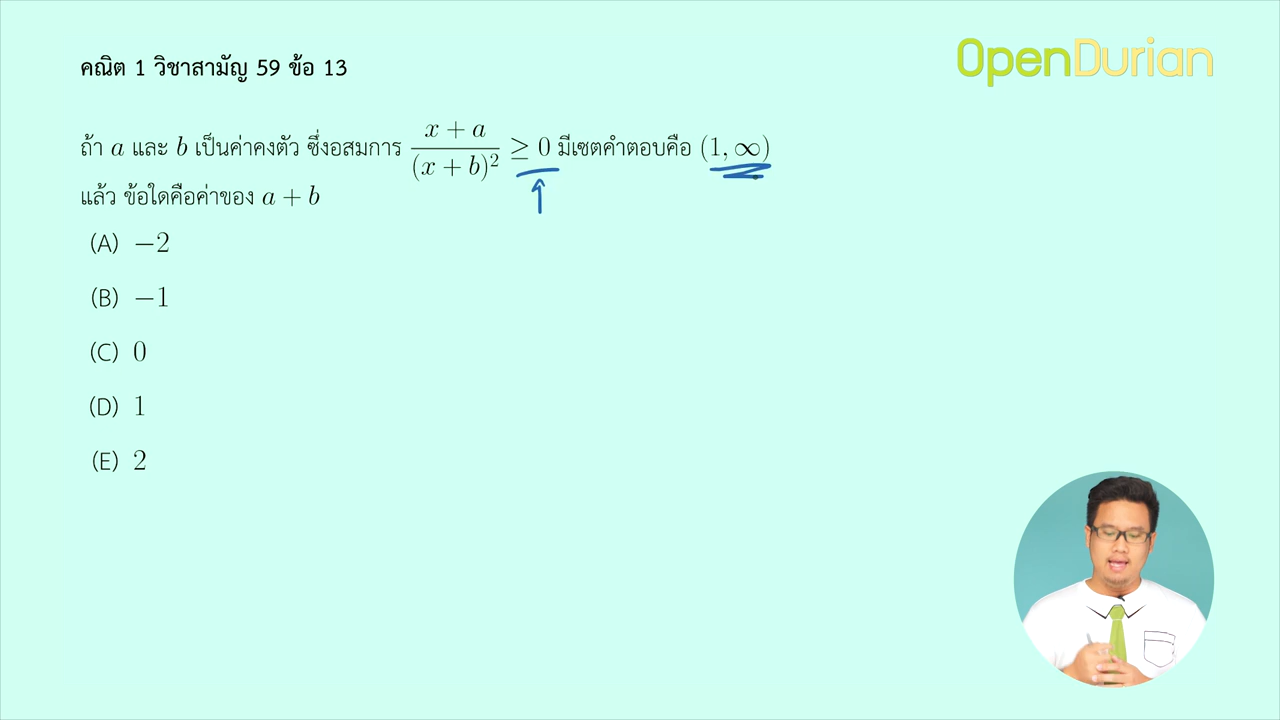 คณิต 1 วิชาสามัญ 59 ข้อ 13
OpenDurian
ถ้า a และ b เป็นค่าคงตัว ซึ่งอสมการ \frac{x + a}{(x + b)^2} ≥ 0 มีเซตคำตอบคือ (1, ∞)
แล้ว ข้อใดคือค่าของ a + b
(A) −2
(B) −1
(C) 0
(D) 1
(E) 2